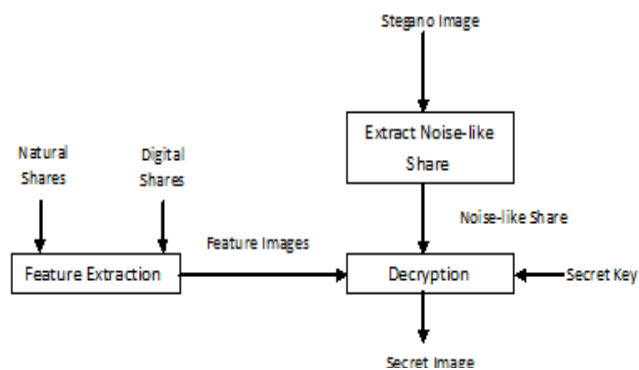 Stegano Image
Extract Noise-like
Share
Natural
Shares
Digital
Shares
Noise-like Share
Feature Images
Feature Extraction
Decryption
Secret Key
Secret Image